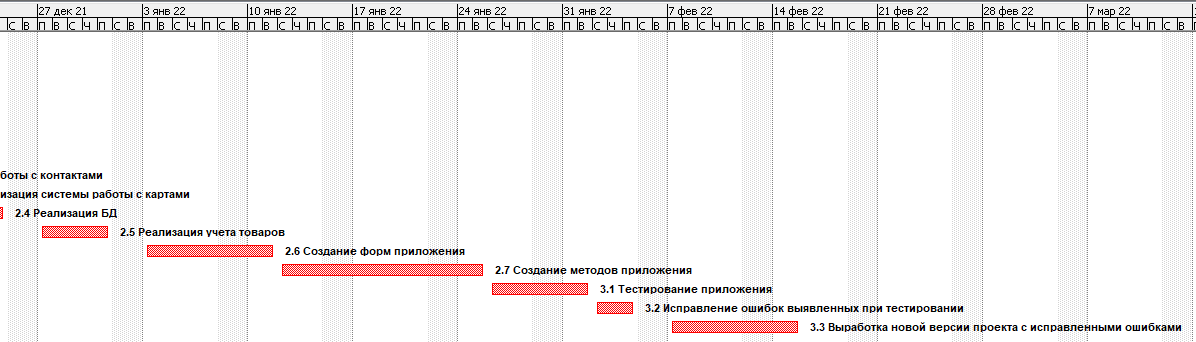 27 дек 21 3 янв 22 10 янв 22 17 янв 22 24 янв 22 31 янв 22 7 фев 22 14 фев 22 21 фев 22 28 фев 22 7 мар 22
С В П В С Ч П С В П В С Ч П С В П В С Ч П С В П В С Ч П С В П В С Ч П С В П В С Ч П С В П В С Ч П С В П В С Ч П С В П В С Ч П С В П В С Ч П С В П В С Ч П С В
боты с контактами
изация системы работы с картами
2.4 Реализация БД
2.5 Реализация учета товаров
2.6 Создание форм приложения
2.7 Создание методов приложения
3.1 Тестирование приложения
3.2 Исправление ошибок выявленных при тестировании
3.3 Выработка новой версии проекта с исправленными ошибками